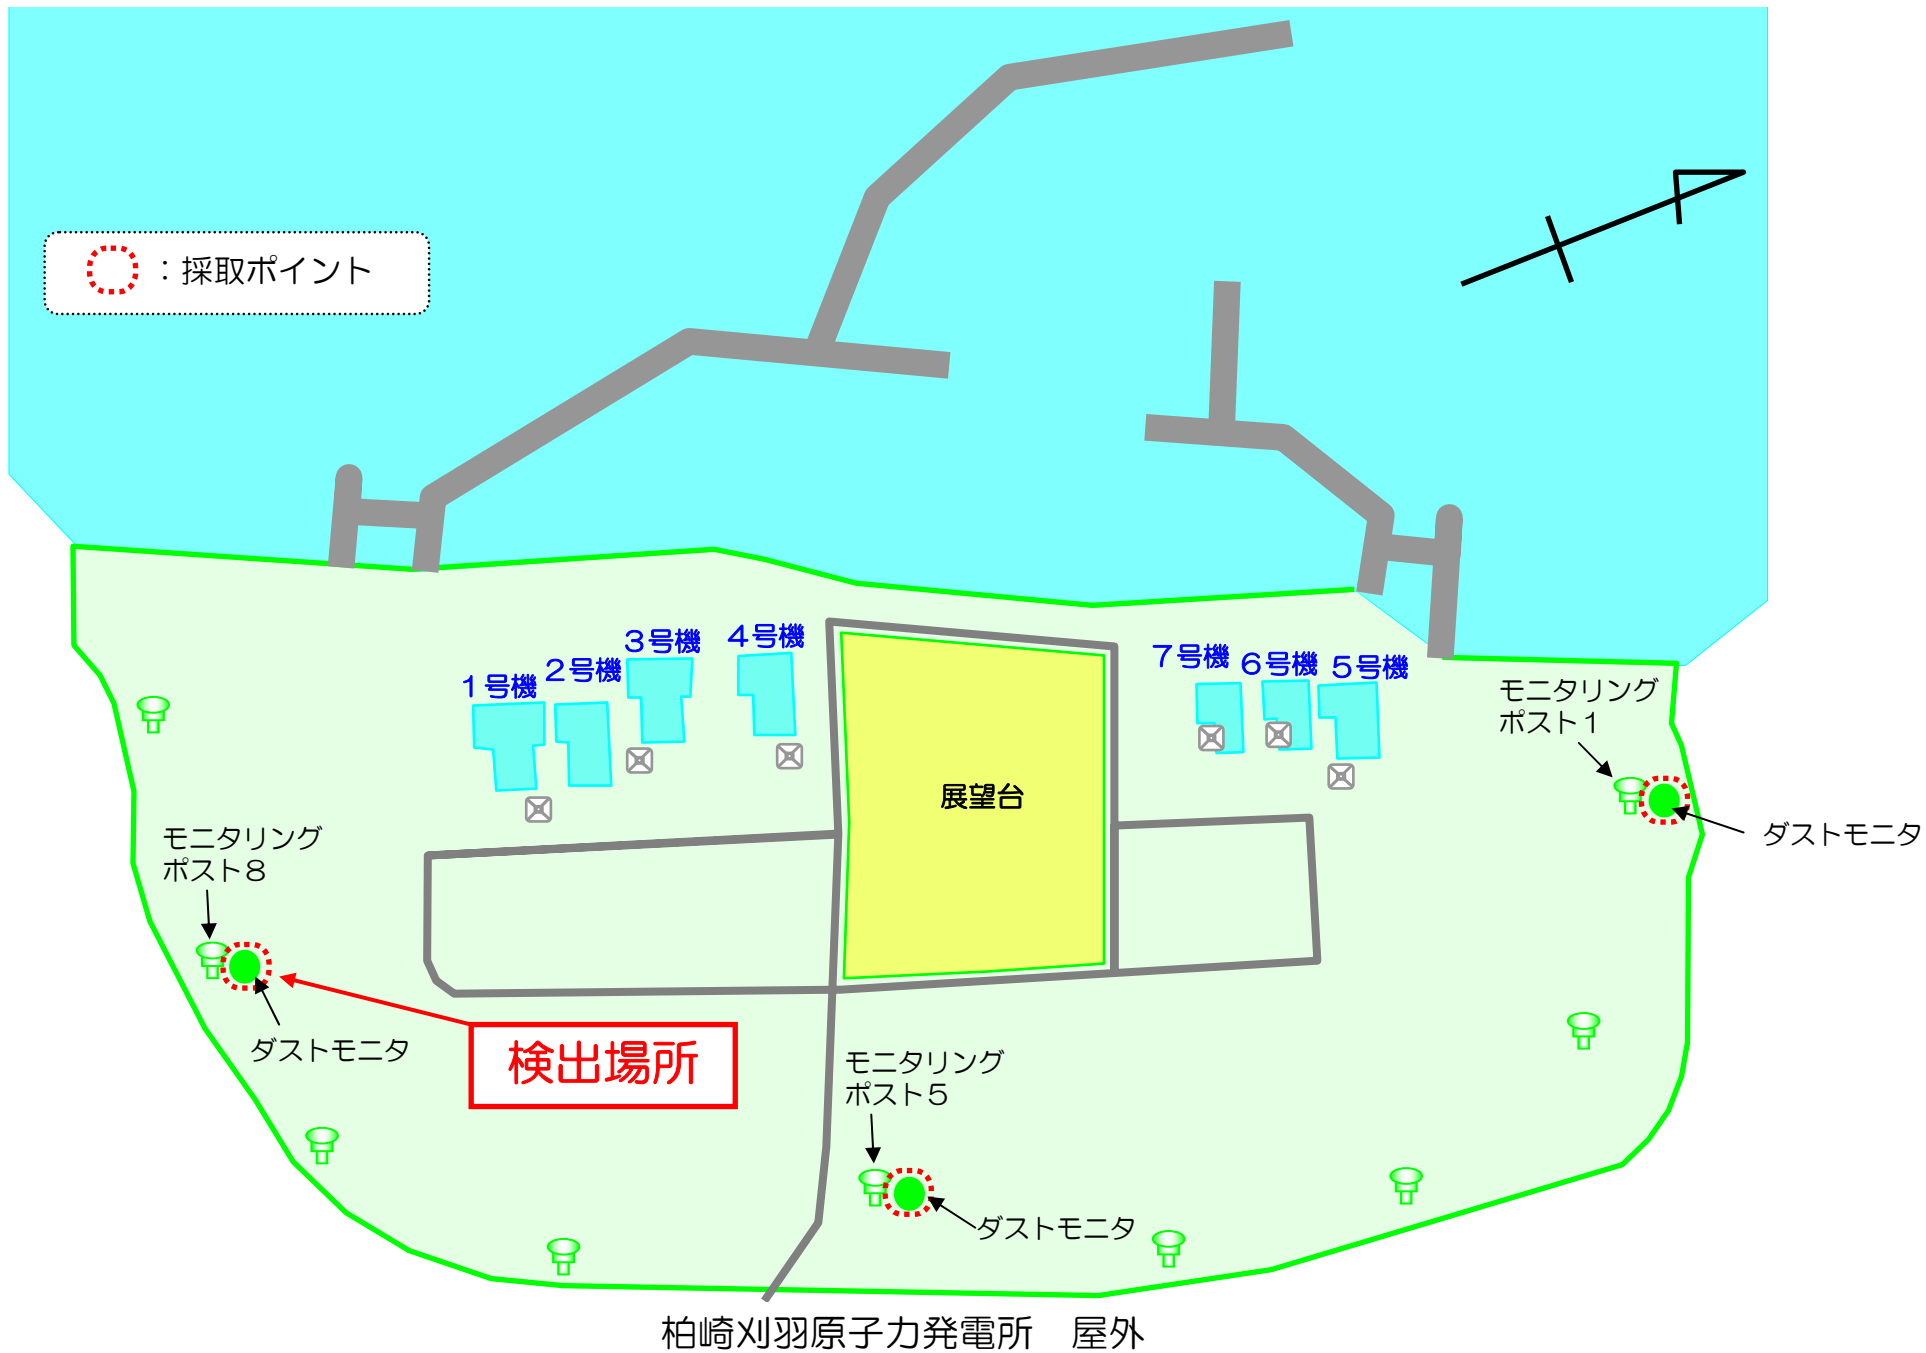 ：採取ポイント
１号機
２号機
３号機
４号機
７号機
６号機
５号機
モニタリング
ポスト１
ダストモニタ
展望台
モニタリング
ポスト８
ダストモニタ
検出場所
モニタリング
ポスト５
ダストモニタ
柏崎刈羽原子力発電所　屋外